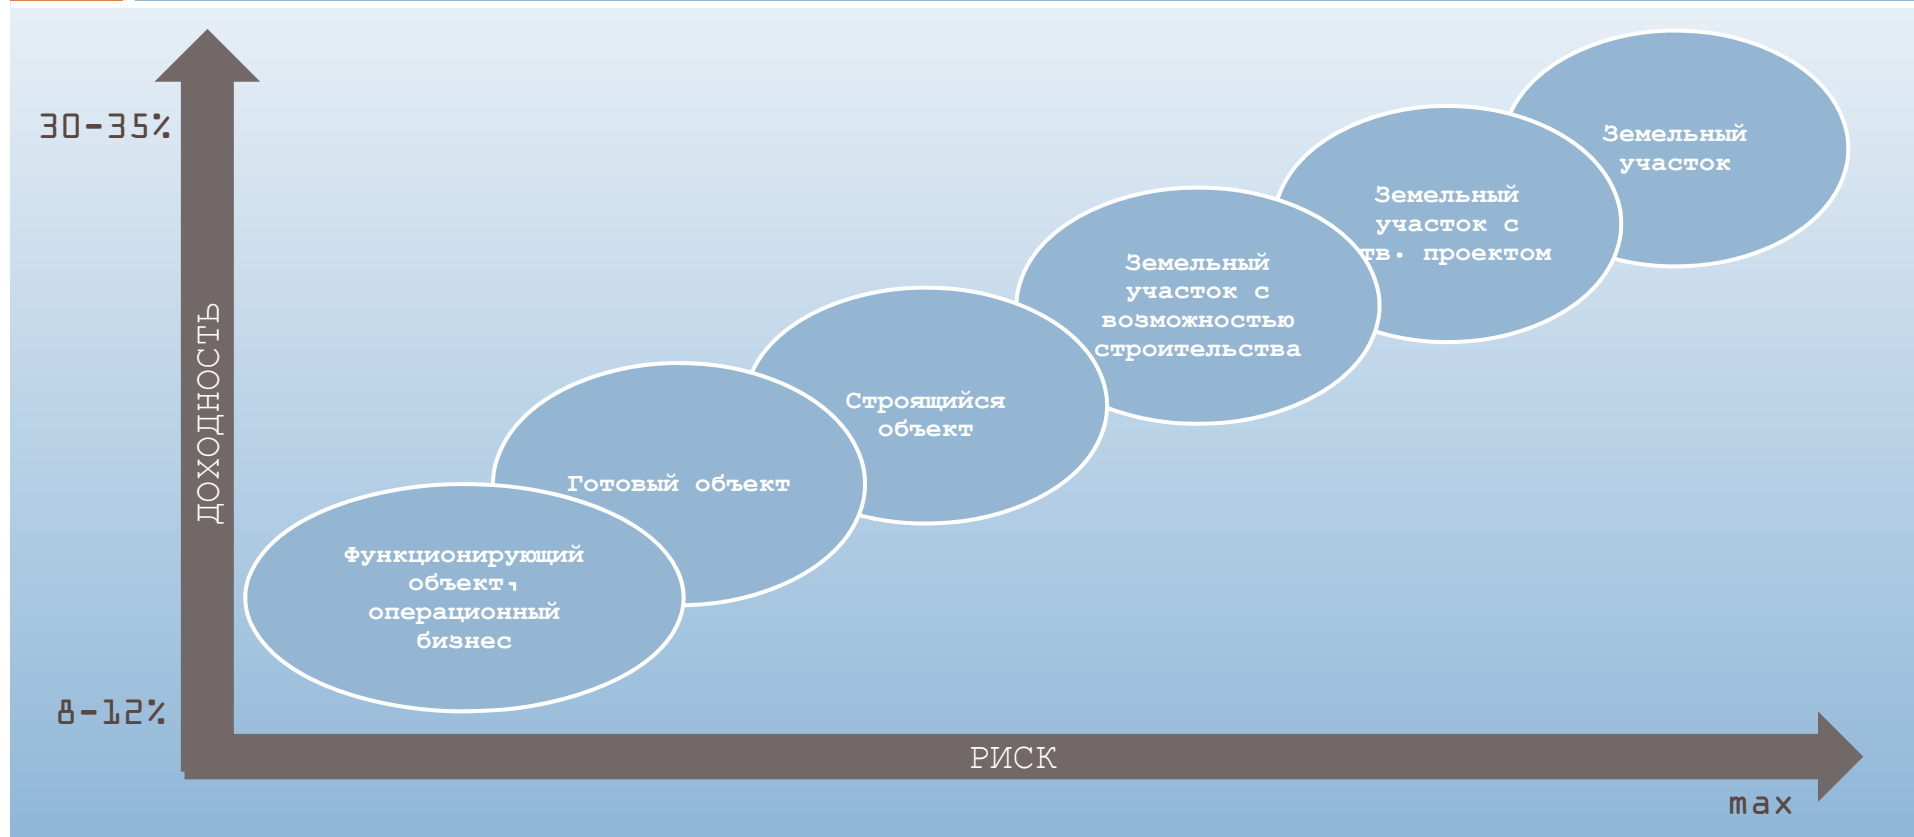 30-35%
Земельный
участок
Земельный
участок с
тв. проектом
Земельный
участок с
возможностью
строительства
Строящийся
объект
Готовый объект
Функционирующий
объект,
операционный
бизнес
ДОХОДНОСТЬ
8-12%
РИСК
max